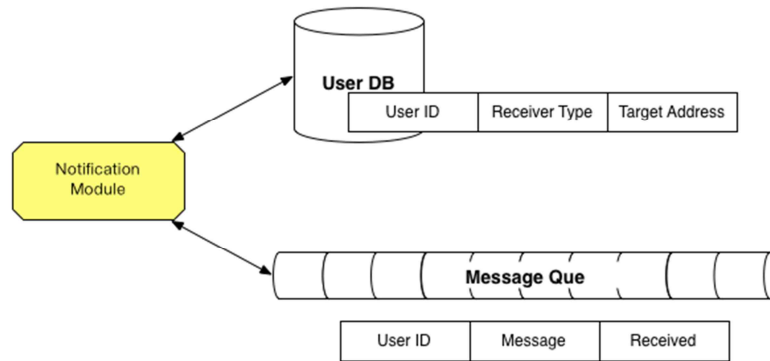 User DB
User ID Receiver Type Target Address
Notification
Module
Message Que
User ID Message Received